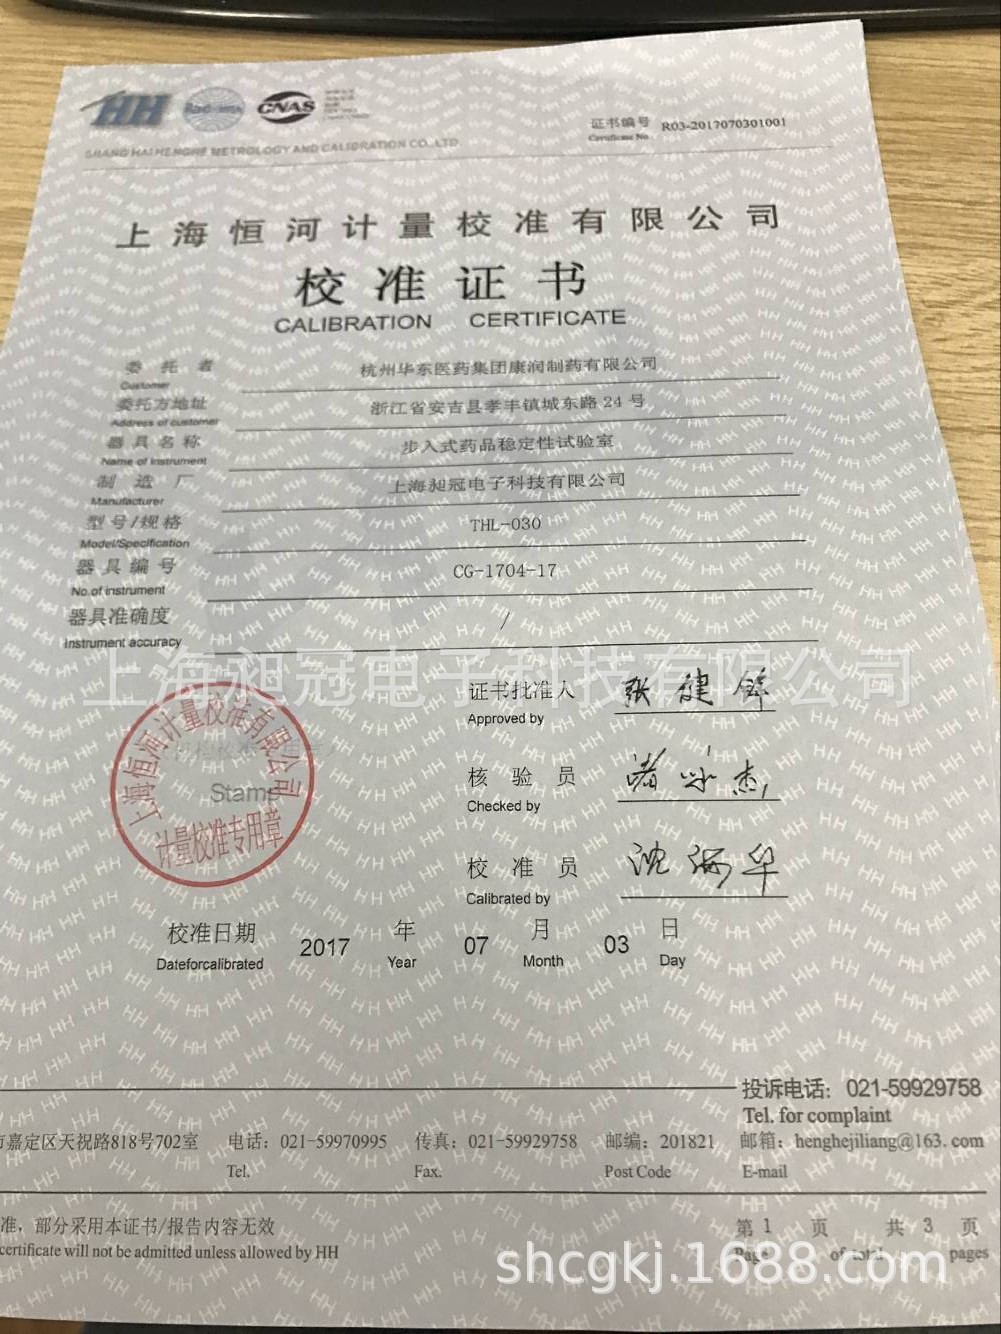 HH
ilac-MRA
CNAS
SHANG HAI HENGHE METROLOGY AND CALIBRATION CO.,LTD
证书编号 R03-2017070301001
Certificate No
上海恒河计量校准有限公司
校准证书
CALIBRATION CERTIFICATE
委托者 杭州华东医药集团康润制药有限公司
Customer
委托方地址 浙江省安吉县孝丰镇城东路24号
Address of customer
器具名称 步入式药品稳定性试验室
Name of instrument
制造厂 上海昶冠电子科技有限公司
Manufacturer
型号/规格 THL-030
Model/Specification
器具编号 CG-1704-17
No.of instrument
器具准确度 /
Instrument accuracy
上海昶冠电子科技有限公司
证书批准人
Approved by
核验员
Checked by
校准员
Calibrated by
上海恒河计量校准有限公司
Stamp
计量校准专用章
校准日期 2017 年 07 月 03 日
Dateforcalibrated Year Month Day
投诉电话: 021-59929758
Tel. for complaint
市嘉定区天祝路818号702室 电话: 021-59970995 传真: 021-59929758 邮编: 201821 邮箱: henghejiliang@163.com
Tel. Fax. Post Code E-mail
准, 部分采用本证书/报告内容无效 第 1 页 共 3 页
certificate will not be admitted unless allowed by HH Page of total pages
shcgkj.1688.com